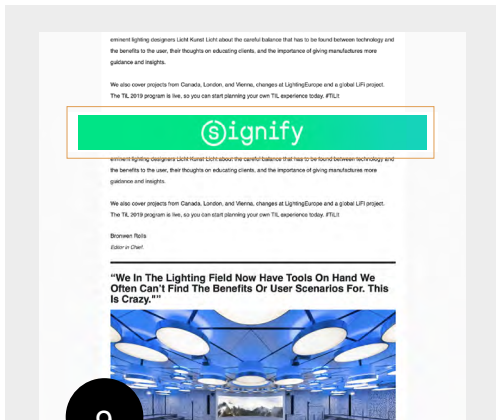 eminent lighting designers Licht Kunst Licht about the careful balance that has to be found between technology and
the benefits to the user, their thoughts on educating clients, and the importance of giving manufactures more
guidance and insights.
We also cover projects from Canada, London, and Vienna, changes at LightingEurope and a global LiFi project.
The TiL 2019 program is live, so you can start planning your own TiL experience today. #TiLit
Signify
eminent lighting designers Licht Kunst Licht about the careful balance that has to be found between technology and
the benefits to the user, their thoughts on educating clients, and the importance of giving manufactures more
guidance and insights.
We also cover projects from Canada, London, and Vienna, changes at LightingEurope and a global LiFi project.
The TiL 2019 program is live, so you can start planning your own TiL experience today. #TiLit
Bronwen Rolls
Editor in Chief.
“We In The Lighting Field Now Have Tools On Hand We
Often Can’t Find The Benefits Or User Scenarios For. This
Is Crazy.””